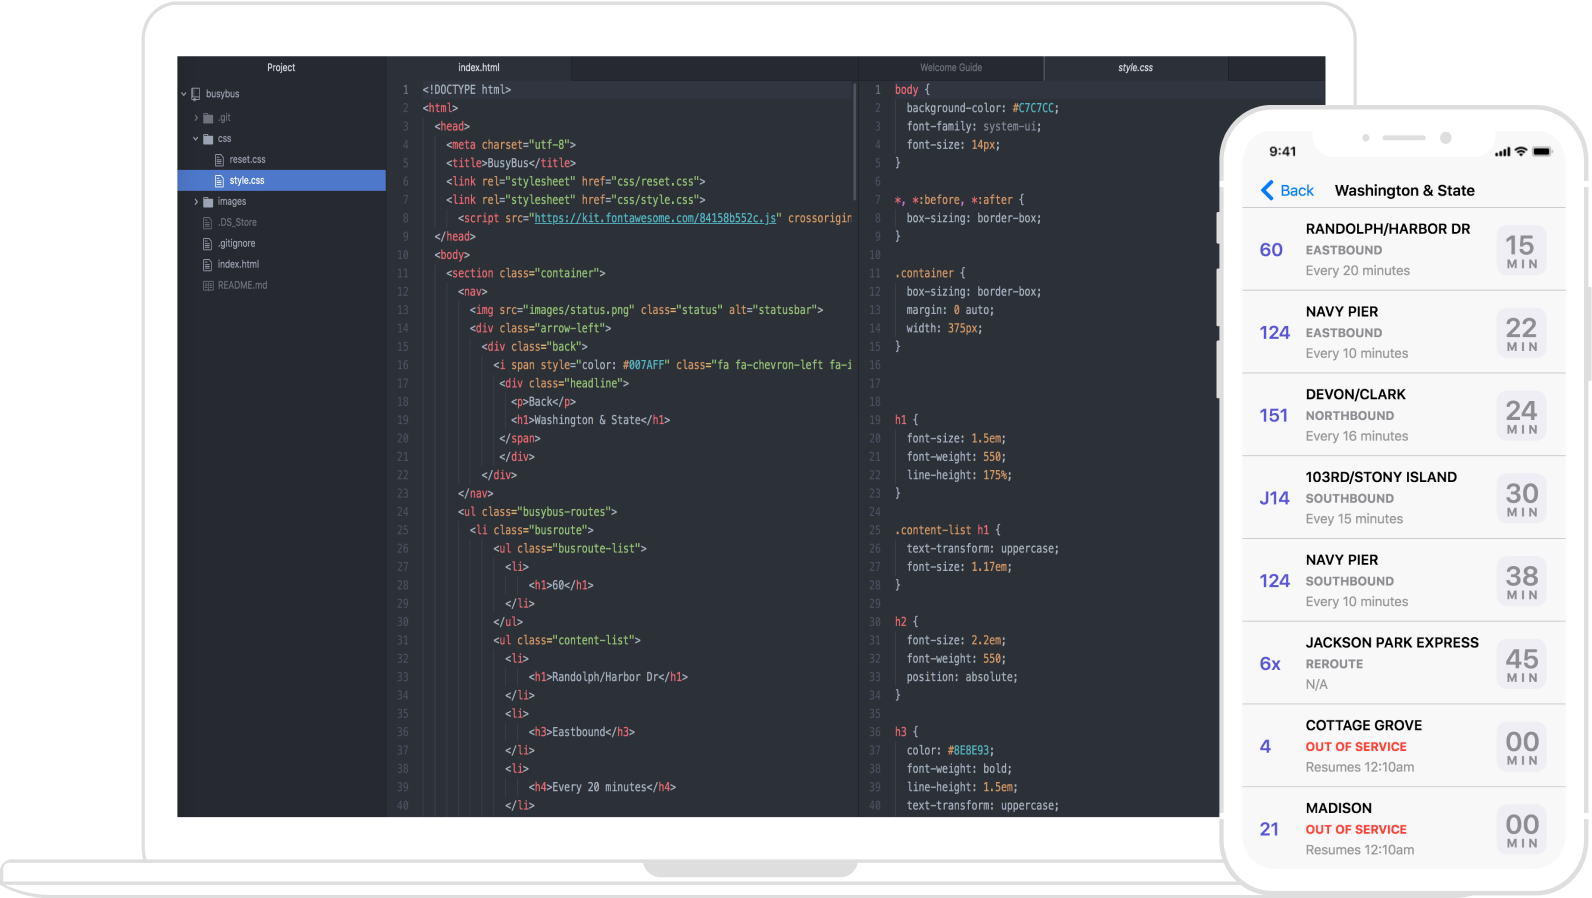 Project
busybus
.git
css
reset.css
style.css
images
.DS_Store
.gitignore
index.html
README.md
index.html
1 <!DOCTYPE html>
2 <html>
3 <head>
4 <meta charset="utf-8">
5 <title>BusyBus</title>
6 <link rel="stylesheet" href="css/reset.css">
7 <link rel="stylesheet" href="css/style.css">
8 <script src="https://kit.fontawesome.com/84158b552c.js" crossorigin
9 </head>
10 <body>
11 <section class="container">
12 <nav>
13 <img src="images/status.png" class="status" alt="statusbar">
14 <div class="arrow-left">
15 <div class="back">
16 <i span style="color: #007AFF" class="fa fa-chevron-left fa-i
17 <div class="headline">
18 <p>Back</p>
19 <h1>Washington & State</h1>
20 </span>
21 </div>
22 </div>
23 </nav>
24 <ul class="busybus-routes">
25 <li class="busroute">
26 <ul class="busroute-list">
27 <li>
28 <h1>60</h1>
29 </li>
30 </ul>
31 <ul class="content-list">
32 <li>
33 <h1>Randolph/Harbor Dr</h1>
34 </li>
35 <li>
36 <h3>Eastbound</h3>
37 </li>
38 <li>
39 <h4>Every 20 minutes</h4>
40 </li>
Welcome Guide
style.css
1 body {
2 background-color: #C7C7CC;
3 font-family: system-ui;
4 font-size: 14px;
5 }
6
7 *, *:before, *:after {
8 box-sizing: border-box;
9 }
10
11 .container {
12 box-sizing: border-box;
13 margin: 0 auto;
14 width: 375px;
15 }
16
17
18
19 h1 {
20 font-size: 1.5em;
21 font-weight: 550;
22 line-height: 175%;
23 }
24
25 .content-list h1 {
26 text-transform: uppercase;
27 font-size: 1.17em;
28 }
29
30 h2 {
31 font-size: 2.2em;
32 font-weight: 550;
33 position: absolute;
34 }
35
36 h3 {
37 color: #8E8E93;
38 font-weight: bold;
39 line-height: 1.5em;
40 text-transform: uppercase;
9:41
Back Washington & State
60
RANDOLPH/HARBOR DR
EASTBOUND
Every 20 minutes
15
MIN
124
NAVY PIER
EASTBOUND
Every 10 minutes
22
MIN
151
DEVON/CLARK
NORTHBOUND
Every 16 minutes
24
MIN
J14
103RD/STONY ISLAND
SOUTHBOUND
Evey 15 minutes
30
MIN
124
NAVY PIER
SOUTHBOUND
Every 10 minutes
38
MIN
6x
JACKSON PARK EXPRESS
REROUTE
N/A
45
MIN
4
COTTAGE GROVE
OUT OF SERVICE
Resumes 12:10am
00
MIN
21
MADISON
OUT OF SERVICE
Resumes 12:10am
00
MIN